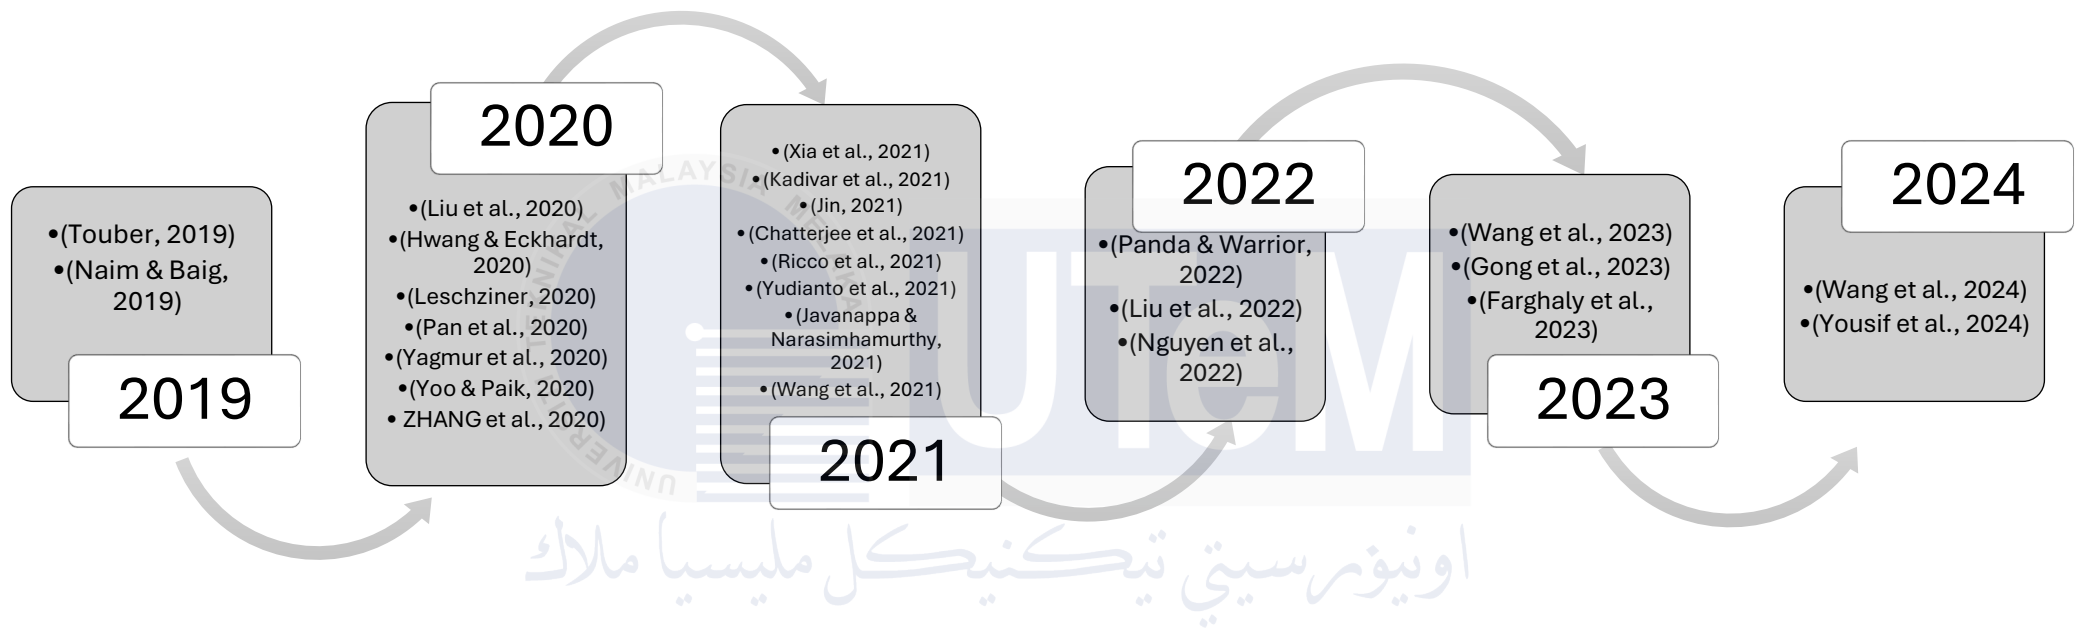 •(Touber, 2019)
•(Naim & Baig,
2019)
2019
2020
•(Liu et al., 2020)
•(Hwang & Eckhardt,
2020)
•(Leschziner, 2020)
•(Pan et al., 2020)
•(Yagmur et al., 2020)
•(Yoo & Paik, 2020)
• ZHANG et al., 2020)
•(Xia et al., 2021)
•(Kadivar et al., 2021)
•(Jin, 2021)
•(Chatterjee et al., 2021)
•(Ricco et al., 2021)
•(Yudianto et al., 2021)
•(Javanappa &
Narasimhamurthy,
2021)
•(Wang et al., 2021)
2021
2022
•(Panda & Warrior,
2022)
•(Liu et al., 2022)
•(Nguyen et al.,
2022)
•(Wang et al., 2023)
•(Gong et al., 2023)
•(Farghaly et al.,
2023)
2023
2024
•(Wang et al., 2024)
•(Yousif et al., 2024)
UNIVERSITI TEKNIKAL MALAYSIA MELAKA
UTeM
اونيۏرسيتي تيكنيكل مليسيا ملاك